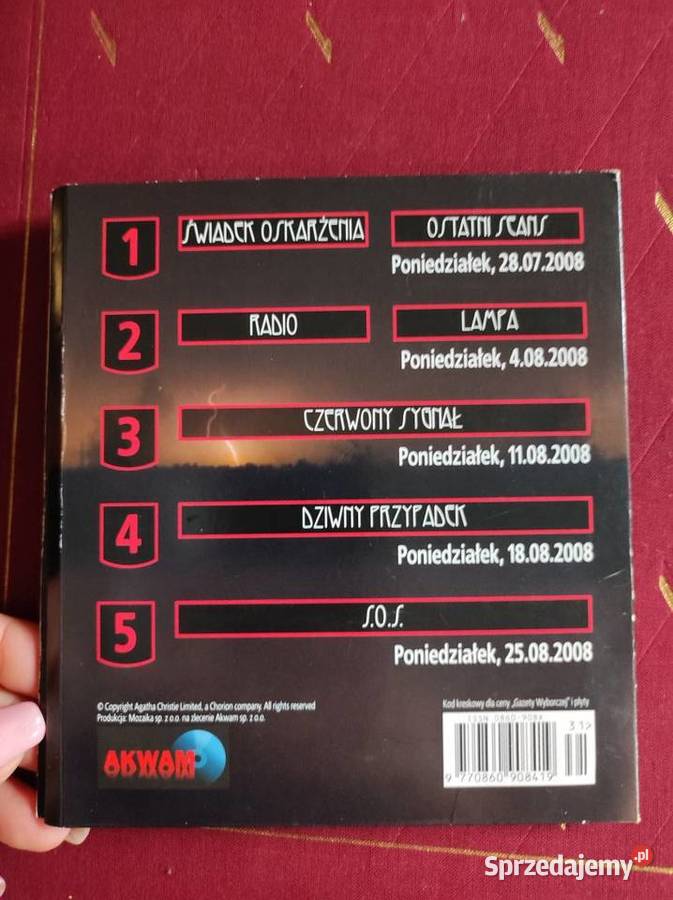 1 ŚWIADEK OSKARŻENIA OSTATNI SEANS
Poniedziałek, 28.07.2008
2 RADIO LAMPA
Poniedziałek, 4.08.2008
3 CZERWONY SYGNAŁ
Poniedziałek, 11.08.2008
4 DZIWNY PRZYPADEK
Poniedziałek, 18.08.2008
5 S.O.S.
Poniedziałek, 25.08.2008
© Copyright Agatha Christie Limited, a Chorion company. All rights reserved
Produkcja: Mozaika sp. z o.o. na zlecenie Akwam sp. z o.o.
Kod kreskowy dla ceny „Gazety Wyborczej” i płyty
ISSN 0860-908X
31>
9 770860 908419
AKWAM
Sprzedajemy.pl